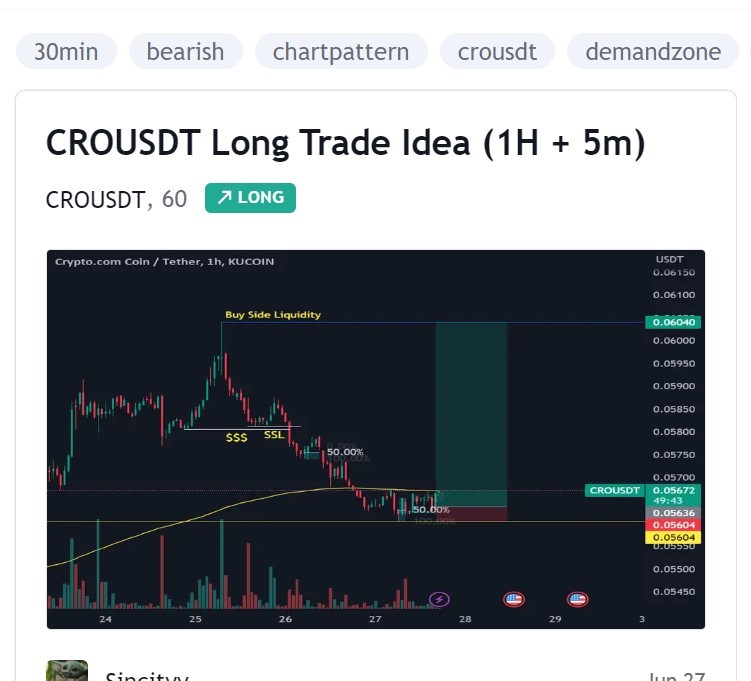 30min bearish chartpattern crousdt demandzone
CROUSDT Long Trade Idea (1H + 5m)
CROUSDT, 60 LONG
Crypto.com Coin / Tether, 1h, KUCOIN
USDT
0.06150
0.06100
Buy Side Liquidity
0.06040
0.06000
0.05950
0.05900
0.05850
0.05800
$$$ SSL
0.00%
50.00%
100.00%
0.05750
0.05700
CROUSDT 0.05672
49:43
50.00%
0.05636
100.00%
0.05604
0.05604
0.05550
0.05500
0.05450
24 25 26 27 28 29 3
Sincityy
Jun 27